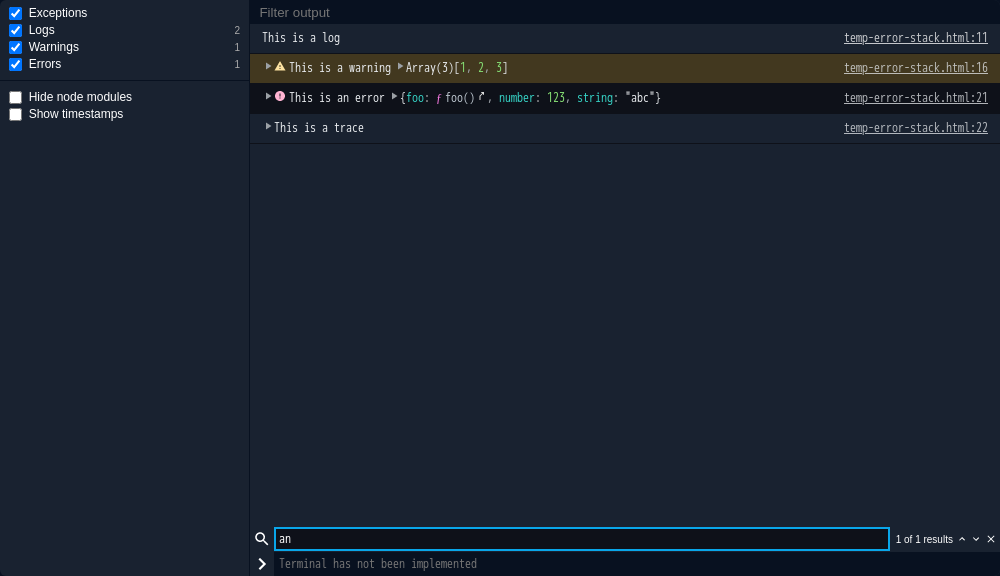 Exceptions
Logs 2
Warnings 1
Errors 1
Hide node modules
Show timestamps
Filter output
This is a log temp-error-stack.html:11
This is a warning Array(3)[1, 2, 3] temp-error-stack.html:16
This is an error {foo: ƒ foo(), number: 123, string: "abc"} temp-error-stack.html:21
This is a trace temp-error-stack.html:22
an 1 of 1 results
Terminal has not been implemented